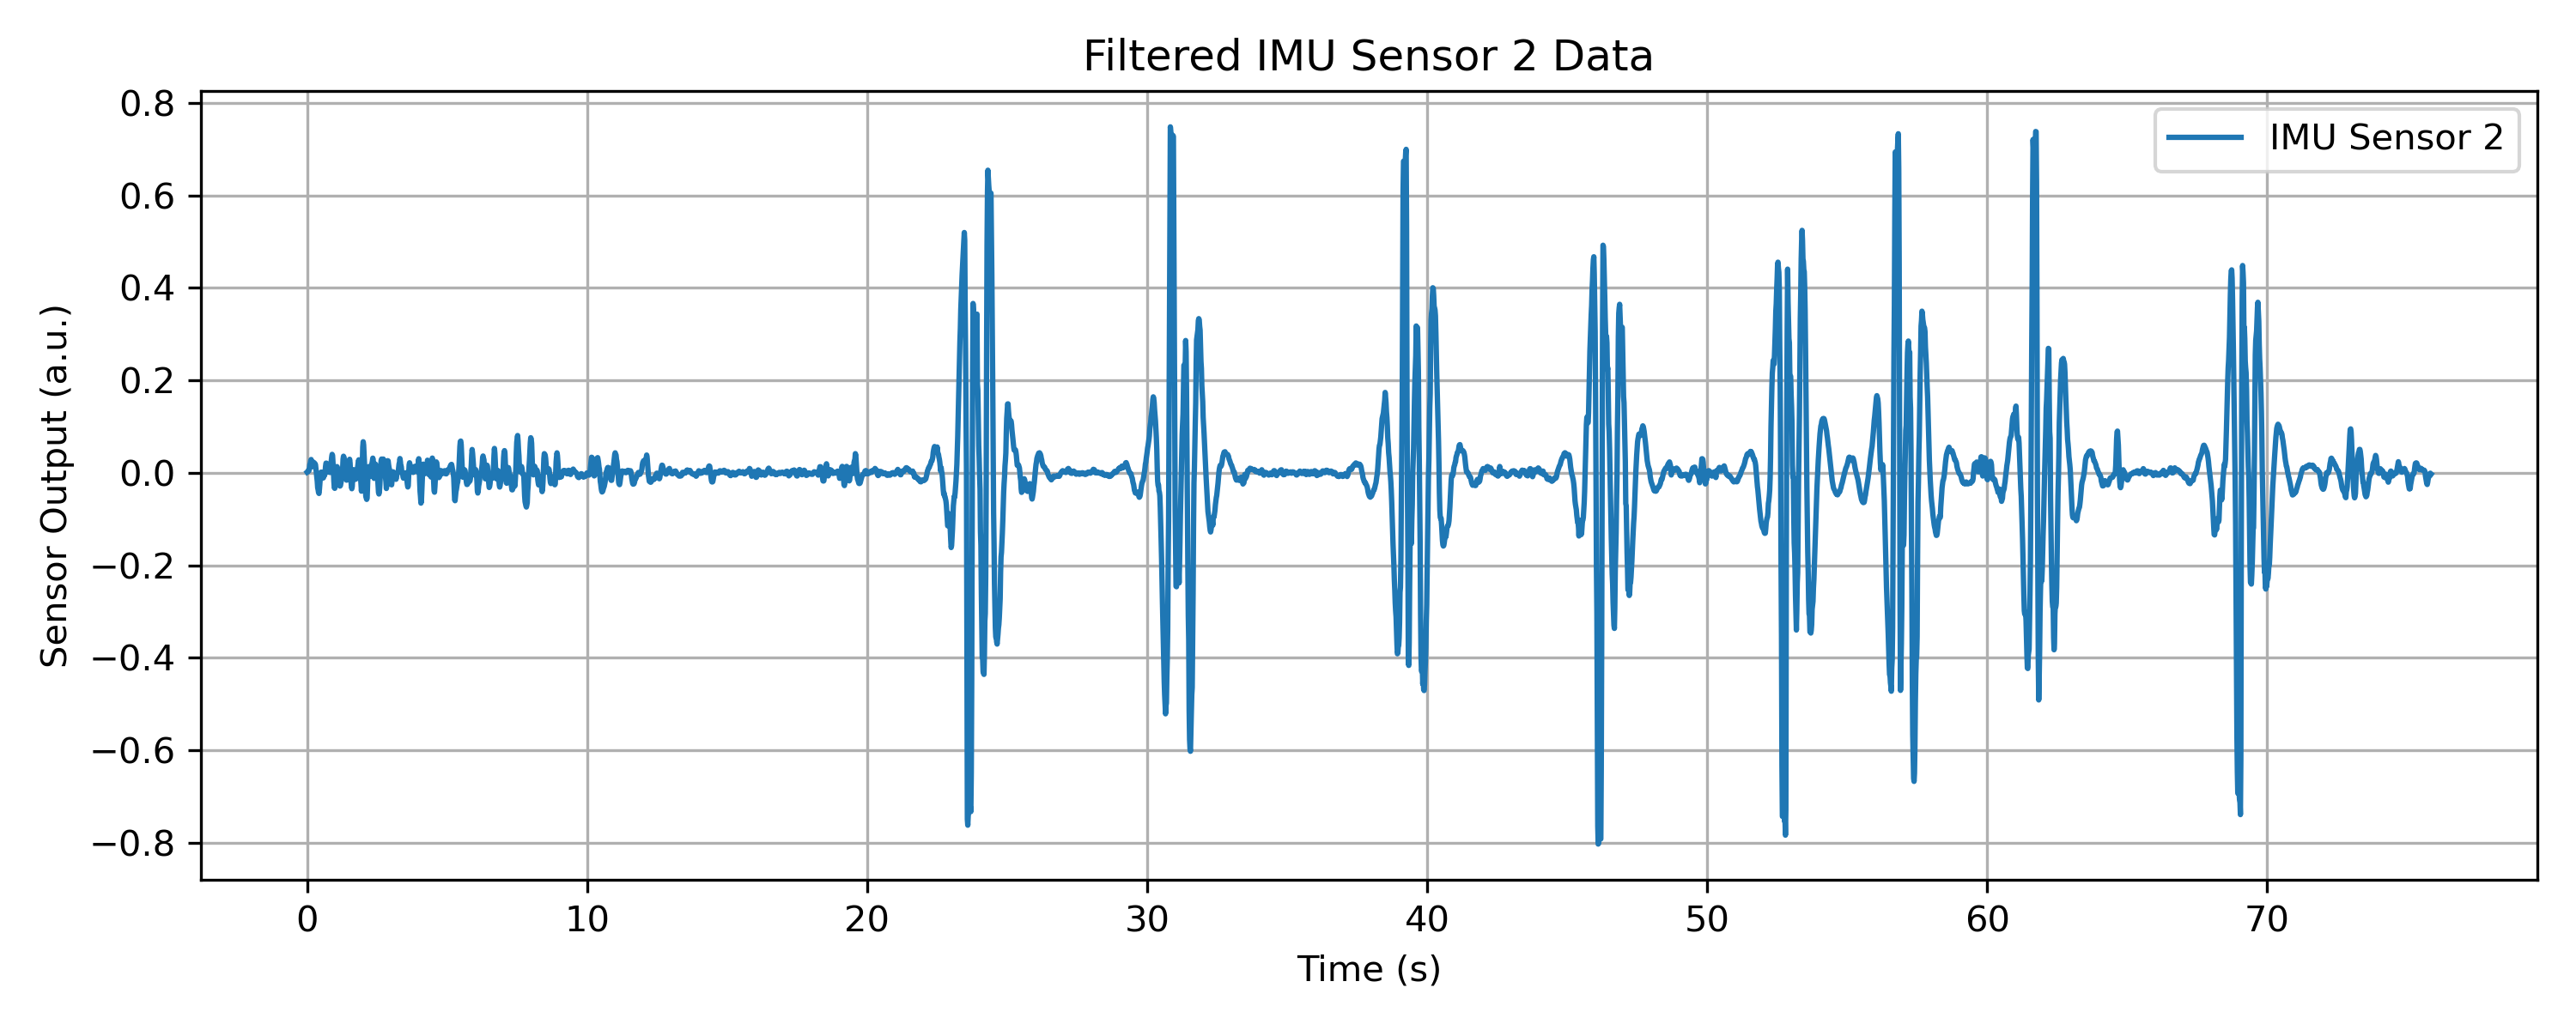 Filtered IMU Sensor 2 Data
IMU Sensor 2
Sensor Output (a.u.)
0.8
0.6
0.4
0.2
0.0
−0.2
−0.4
−0.6
−0.8
0 10 20 30 40 50 60 70
Time (s)